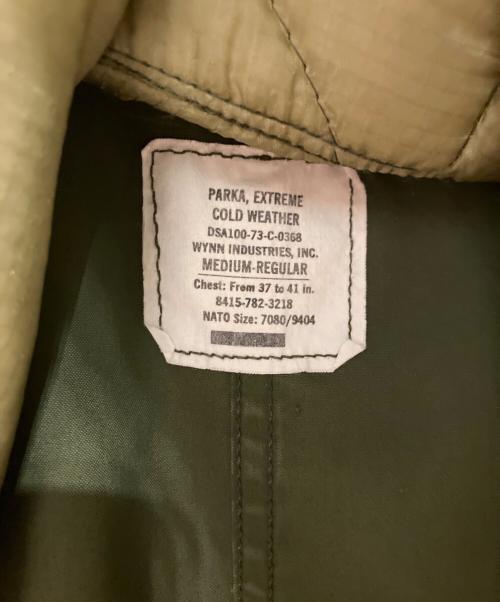 PARKA, EXTREME
COLD WEATHER
DSA100-73-C-0368
WYNN INDUSTRIES, INC.
MEDIUM-REGULAR
Chest: From 37 to 41 in.
8415-782-3218
NATO Size: 7080/9404